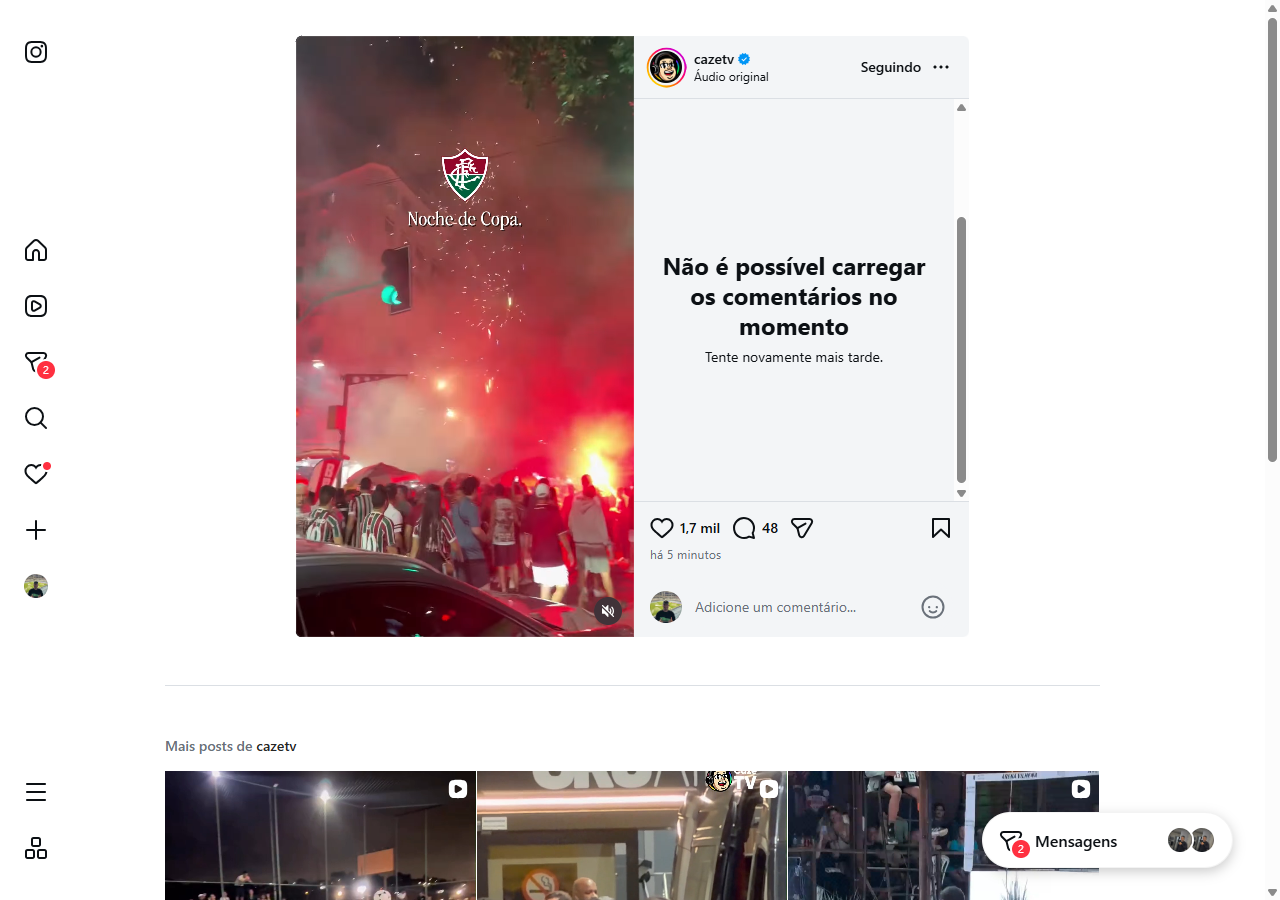 cazetv
Áudio original
Seguindo
Noche de Copa.
Não é possível carregar
os comentários no
momento
Tente novamente mais tarde.
1,7 mil
48
há 5 minutos
Adicione um comentário...
2
Mais posts de cazetv
TV
Mensagens
2